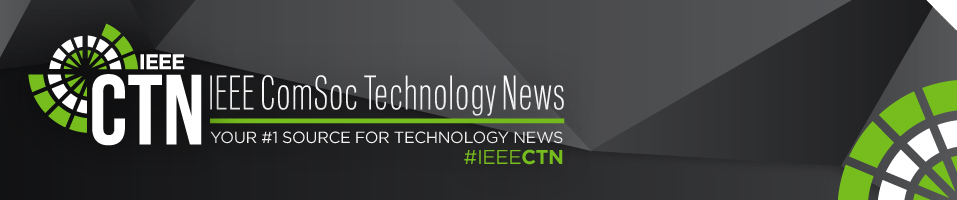 IEEE
CTN
IEEE ComSoc Technology News
YOUR #1 SOURCE FOR TECHNOLOGY NEWS
#IEEECTN